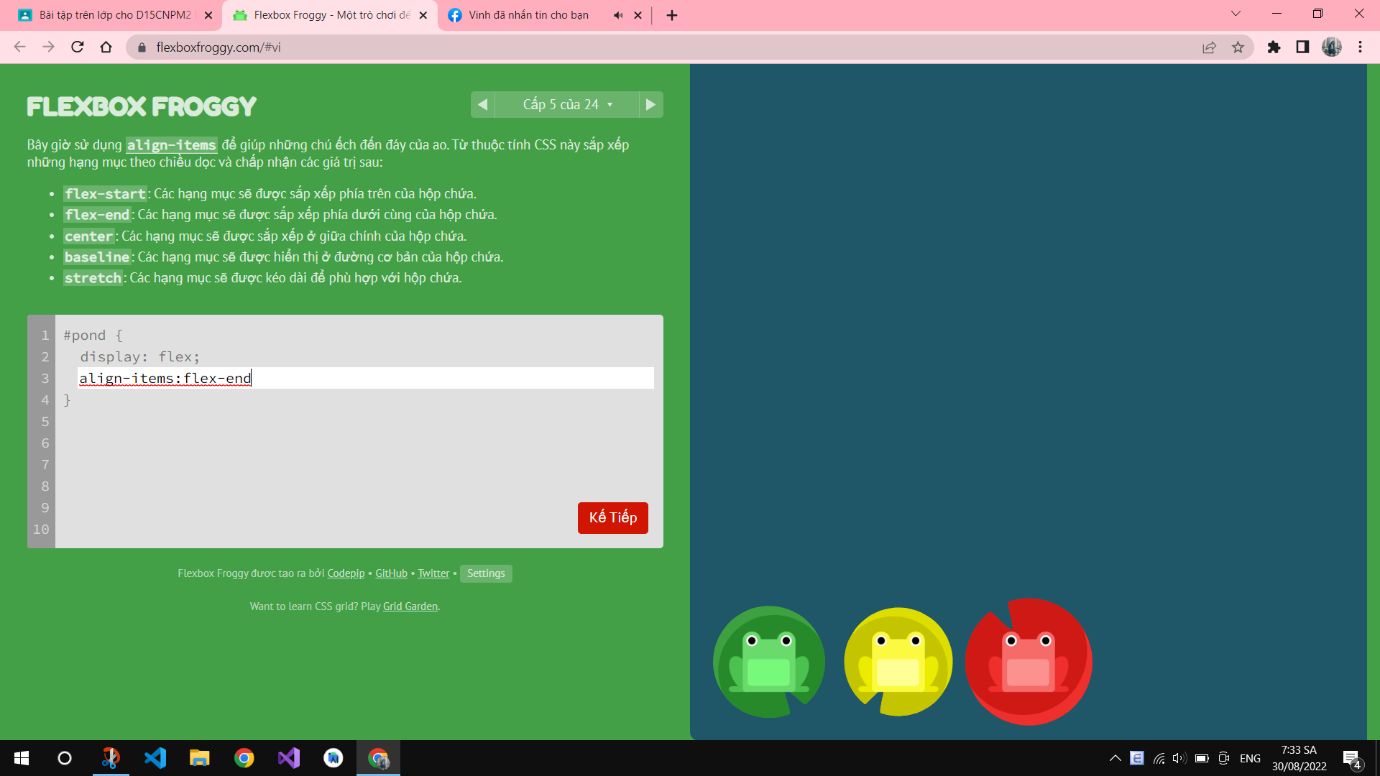 Bài tập trên lớp cho D15CNPM2
Flexbox Froggy - Một trò chơi để
Vinh đã nhắn tin cho bạn
flexboxfroggy.com/#vi
FLEXBOX FROGGY
Cấp 5 của 24
Bây giờ sử dụng align-items để giúp những chú ếch đến đáy của ao. Từ thuộc tính CSS này sắp xếp
những hạng mục theo chiều dọc và chấp nhận các giá trị sau:
• flex-start: Các hạng mục sẽ được sắp xếp phía trên của hộp chứa.
• flex-end: Các hạng mục sẽ được sắp xếp phía dưới cùng của hộp chứa.
• center: Các hạng mục sẽ được sắp xếp ở giữa chính của hộp chứa.
• baseline: Các hạng mục sẽ được hiển thị ở đường cơ bản của hộp chứa.
• stretch: Các hạng mục sẽ được kéo dài để phù hợp với hộp chứa.
1 #pond {
2 display: flex;
3 align-items:flex-end
4 }
5
6
7
8
9
10
Kế Tiếp
Flexbox Froggy được tạo ra bởi Codepip • GitHub • Twitter • Settings
Want to learn CSS grid? Play Grid Garden.
ENG
7:33 SA
30/08/2022
4